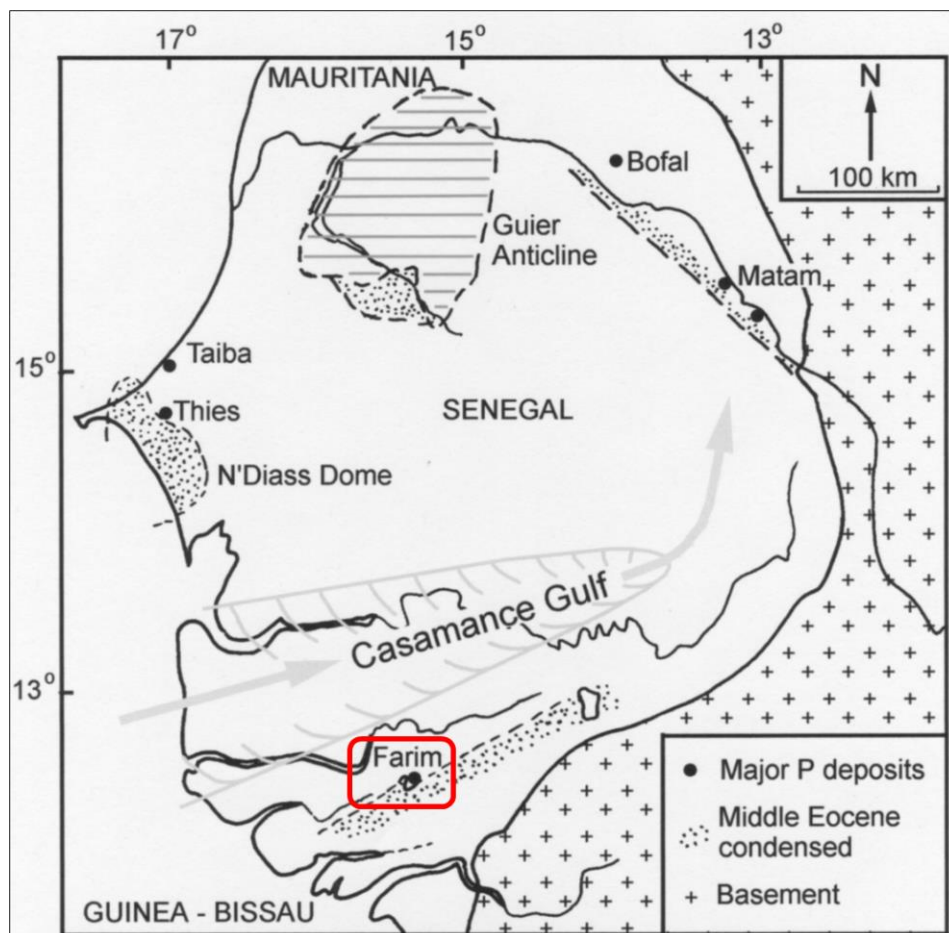 17°
15°
13°
MAURITANIA
N
100 km
Bofal
Guier
Anticline
Matam
15°
Taiba
Thies
SENEGAL
N'Diass Dome
Casamance Gulf
13°
Farim
Major P deposits
Middle Eocene
condensed
Basement
GUINEA - BISSAU